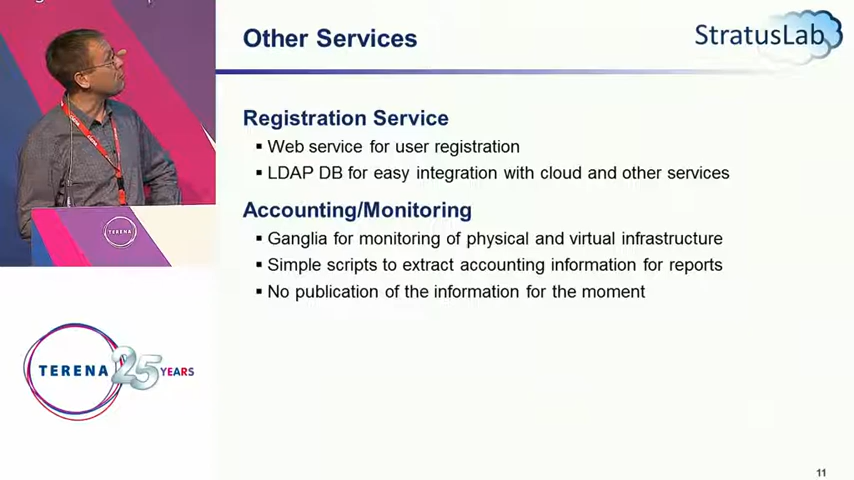 Other Services
StratusLab
Registration Service
▪ Web service for user registration
▪ LDAP DB for easy integration with cloud and other services
Accounting/Monitoring
▪ Ganglia for monitoring of physical and virtual infrastructure
▪ Simple scripts to extract accounting information for reports
▪ No publication of the information for the moment
TERENA
TERENA 25 YEARS
11